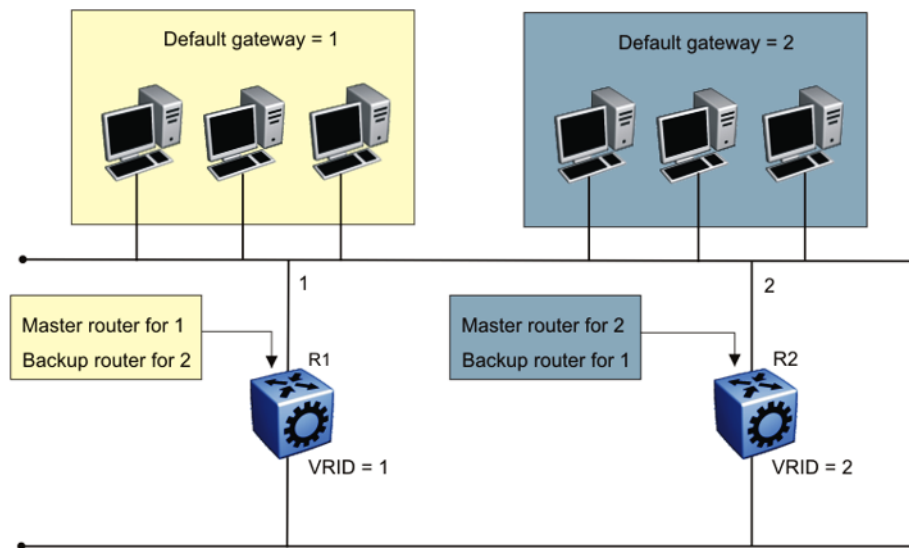 Default gateway = 1
Default gateway = 2
1
2
Master router for 1
Backup router for 2
Master router for 2
Backup router for 1
R1
R2
VRID = 1
VRID = 2